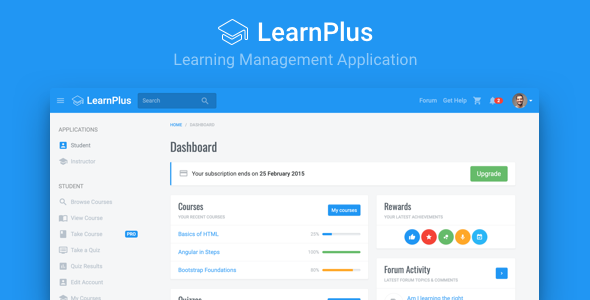 LearnPlus
Learning Management Application
LearnPlus
Search
Forum
Get Help
2
APPLICATIONS
Student
Instructor
STUDENT
Browse Courses
View Course
Take Course
PRO
Take a Quiz
Quiz Results
Edit Account
My Courses
HOME / DASHBOARD
Dashboard
Your subscription ends on 25 February 2015
Upgrade
Courses
YOUR RECENT COURSES
My courses
Basics of HTML
20%
Angular in Steps
100%
Bootstrap Foundations
80%
Quizzes
Rewards
YOUR LATEST ACHIEVEMENTS
Forum Activity
LATEST FORUM TOPICS & COMMENTS
Am I learning the right